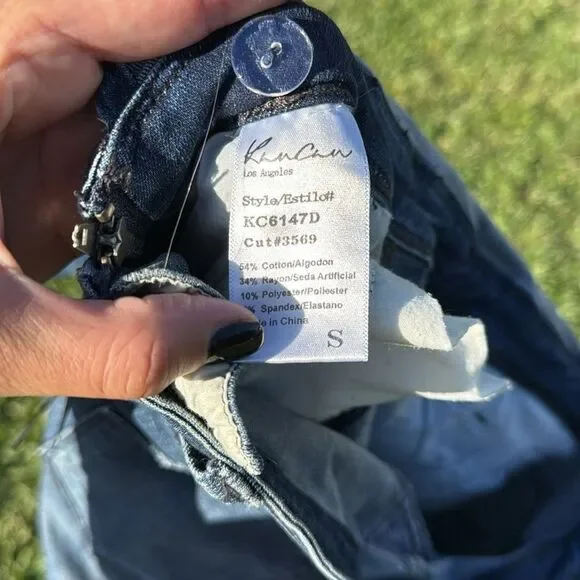 KanCan
Los Angeles
Style/Estilo#
KC6147D
Cut#3569
54% Cotton/Algodon
34% Rayon/Seda Artificial
10% Polyester/Poliester
% Spandex/Elastano
in China
S